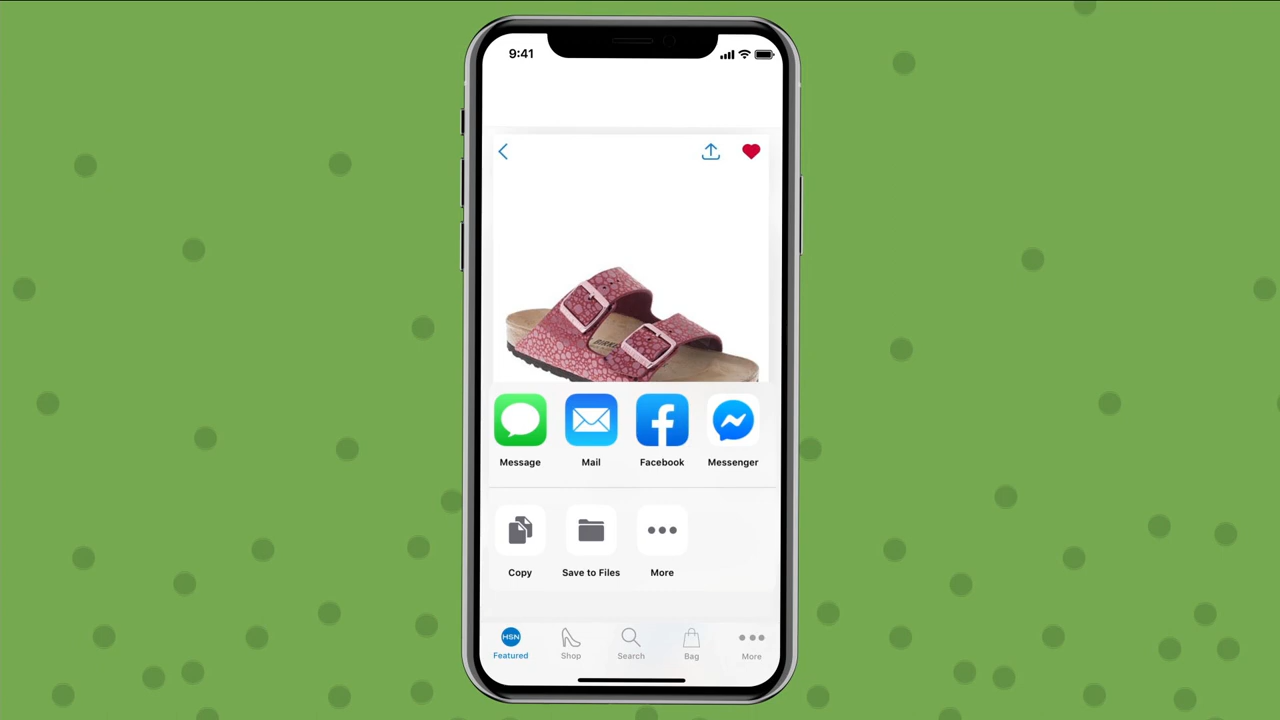 9:41
Message Mail Facebook Messenger
Copy Save to Files More
HSN
Featured Shop Search Bag More